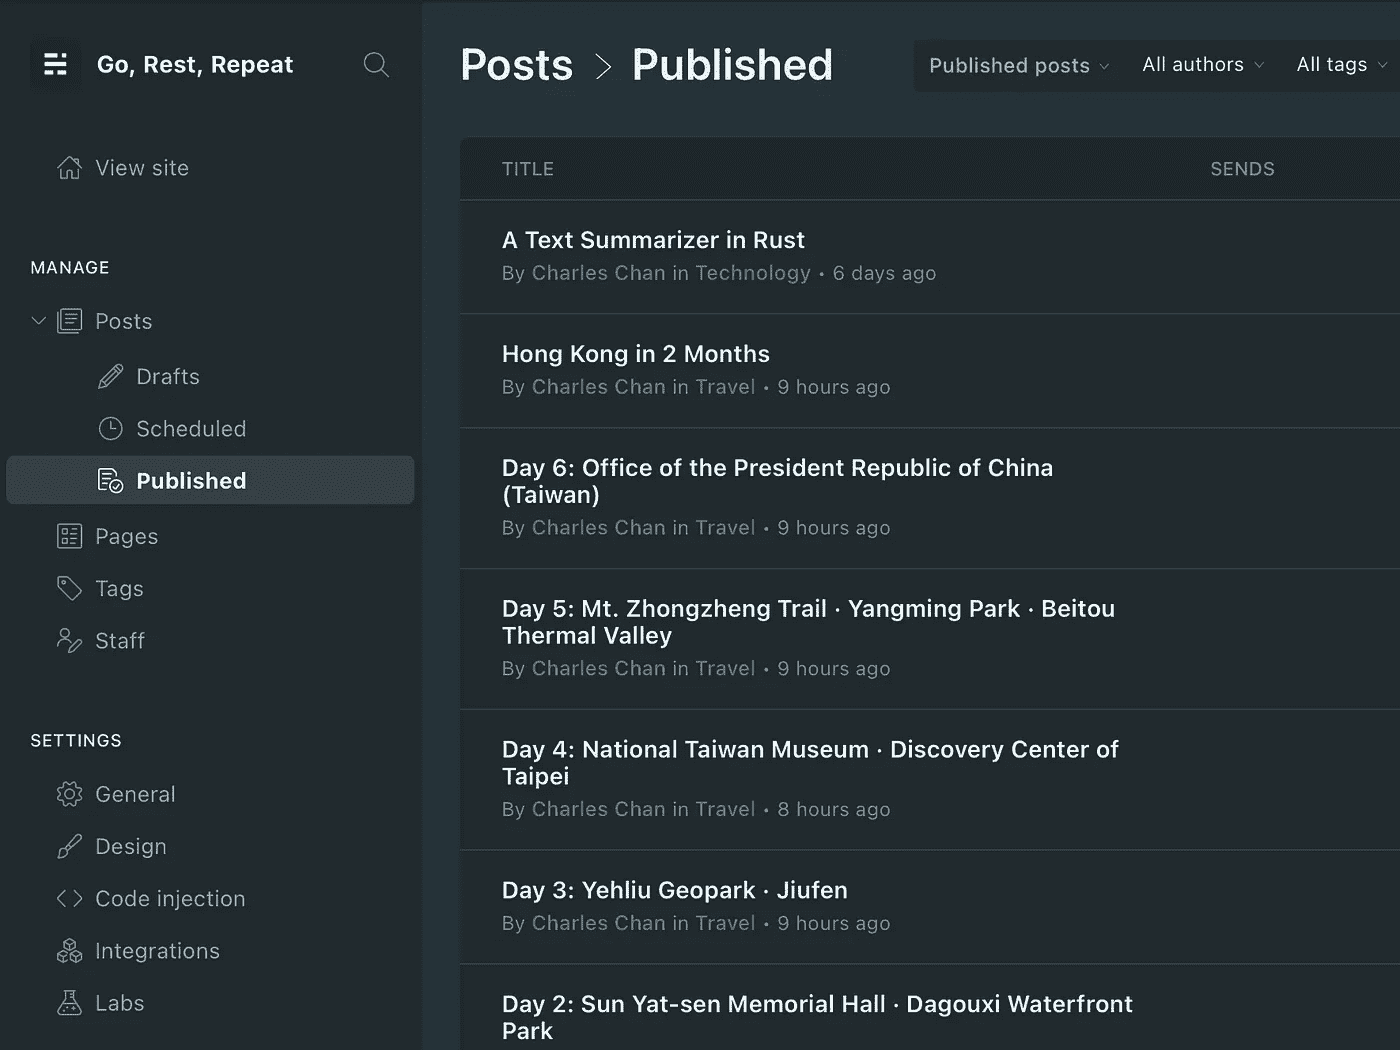 Go, Rest, Repeat
View site
MANAGE
Posts
Drafts
Scheduled
Published
Pages
Tags
Staff
SETTINGS
General
Design
Code injection
Integrations
Labs
Posts > Published
Published posts
All authors
All tags
TITLE
SENDS
A Text Summarizer in Rust
By Charles Chan in Technology • 6 days ago
Hong Kong in 2 Months
By Charles Chan in Travel • 9 hours ago
Day 6: Office of the President Republic of China
(Taiwan)
By Charles Chan in Travel • 9 hours ago
Day 5: Mt. Zhongzheng Trail · Yangming Park · Beitou
Thermal Valley
By Charles Chan in Travel • 9 hours ago
Day 4: National Taiwan Museum · Discovery Center of
Taipei
By Charles Chan in Travel • 8 hours ago
Day 3: Yehliu Geopark · Jiufen
By Charles Chan in Travel • 9 hours ago
Day 2: Sun Yat-sen Memorial Hall · Dagouxi Waterfront
Park